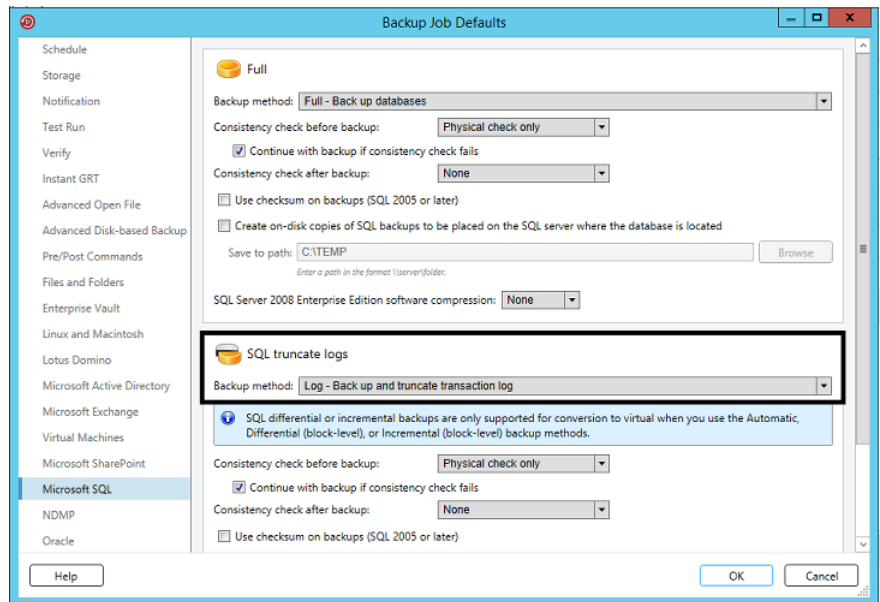 Backup Job Defaults
Schedule
Storage
Notification
Test Run
Verify
Instant GRT
Advanced Open File
Advanced Disk-based Backup
Pre/Post Commands
Files and Folders
Enterprise Vault
Linux and Macintosh
Lotus Domino
Microsoft Active Directory
Microsoft Exchange
Virtual Machines
Microsoft SharePoint
Microsoft SQL
NDMP
Oracle
Full
Backup method: Full - Back up databases
Consistency check before backup: Physical check only
Continue with backup if consistency check fails
Consistency check after backup: None
Use checksum on backups (SQL 2005 or later)
Create on-disk copies of SQL backups to be placed on the SQL server where the database is located
Save to path: C:\TEMP Browse
Enter a path in the format \\server\folder.
SQL Server 2008 Enterprise Edition software compression: None
SQL truncate logs
Backup method: Log - Back up and truncate transaction log
SQL differential or incremental backups are only supported for conversion to virtual when you use the Automatic,
Differential (block-level), or Incremental (block-level) backup methods.
Consistency check before backup: Physical check only
Continue with backup if consistency check fails
Consistency check after backup: None
Use checksum on backups (SQL 2005 or later)
Help OK Cancel